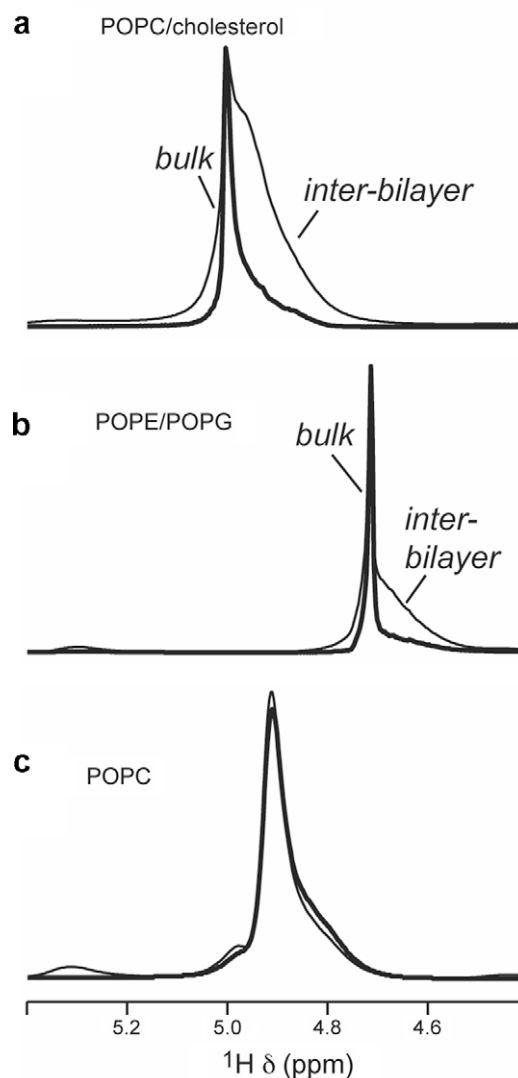 a
POPC/cholesterol
bulk
inter-bilayer
b
POPE/POPG
bulk
inter-
bilayer
c
POPC
5.2 5.0 4.8 4.6
¹H δ (ppm)